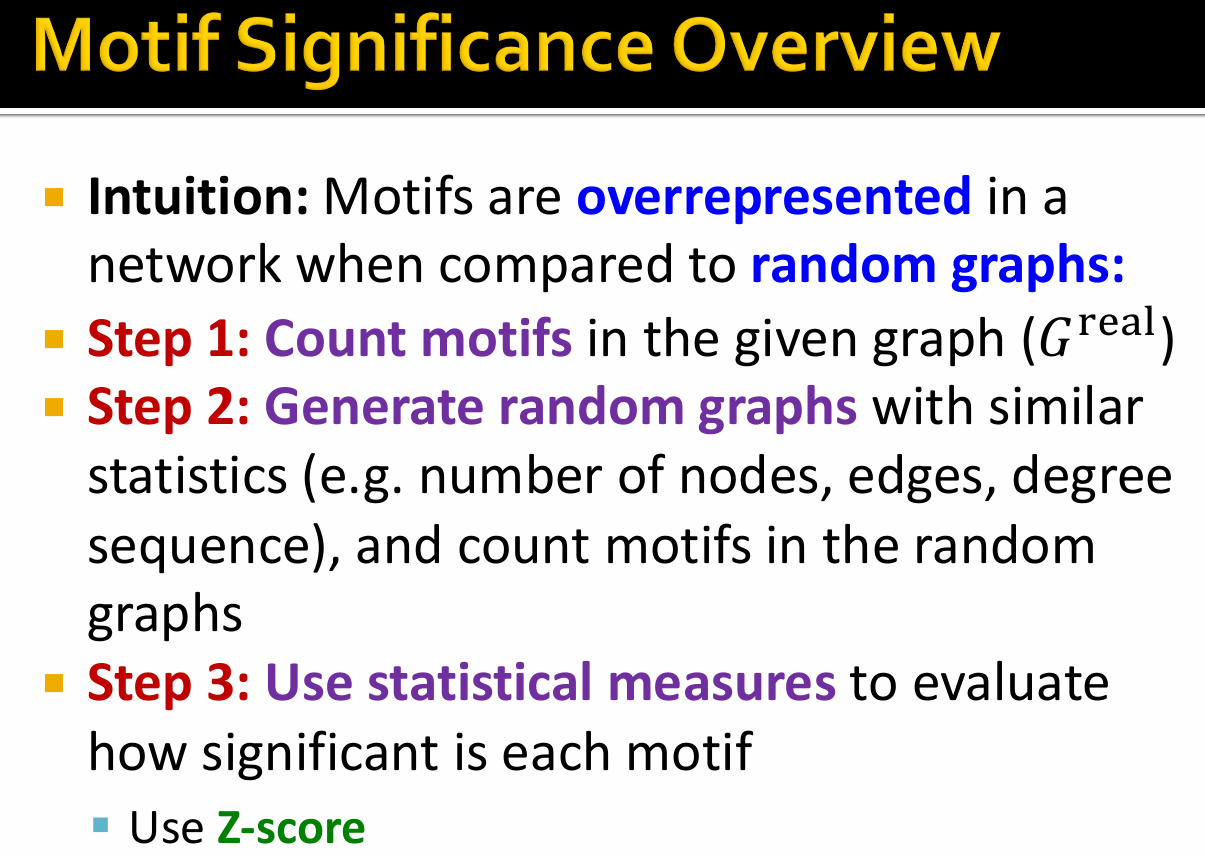 Motif Significance Overview
Intuition: Motifs are overrepresented in a
network when compared to random graphs:
Step 1: Count motifs in the given graph (G^real)
Step 2: Generate random graphs with similar
statistics (e.g. number of nodes, edges, degree
sequence), and count motifs in the random
graphs
Step 3: Use statistical measures to evaluate
how significant is each motif
Use Z-score